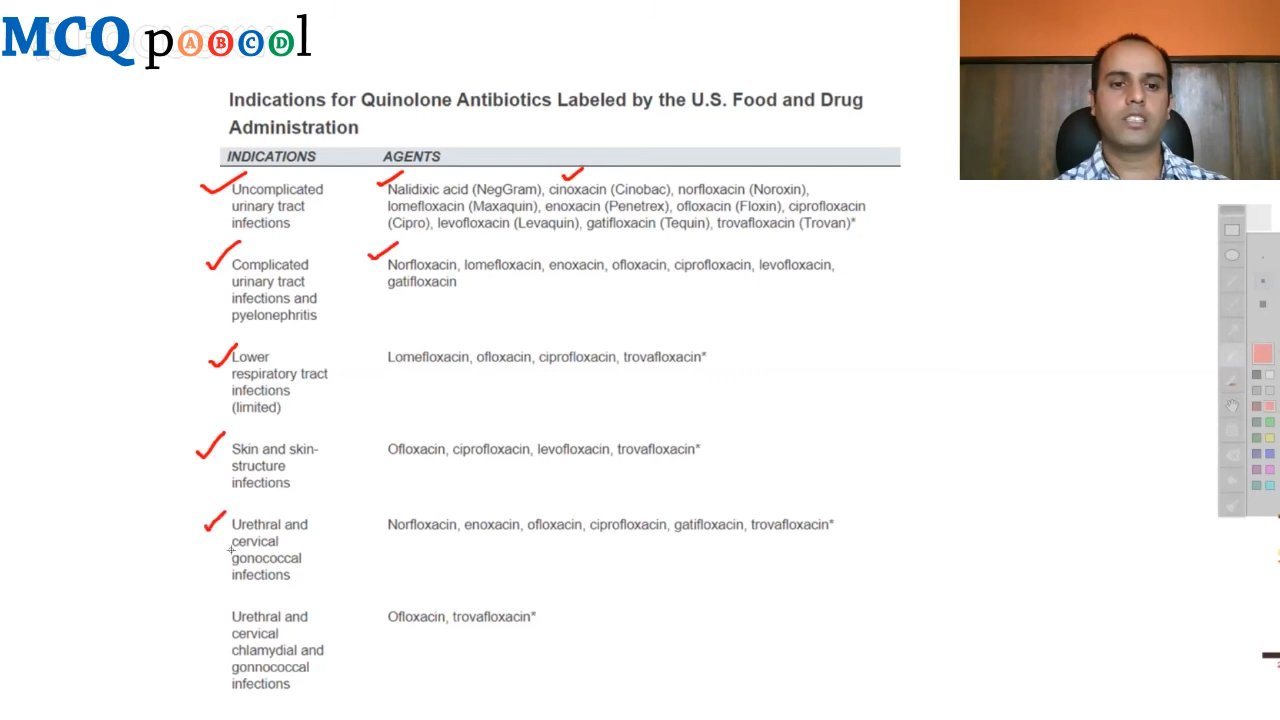 MCQ pABCDl
Indications for Quinolone Antibiotics Labeled by the U.S. Food and Drug
Administration
INDICATIONS AGENTS
Uncomplicated Nalidixic acid (NegGram), cinoxacin (Cinobac), norfloxacin (Noroxin),
urinary tract lomefloxacin (Maxaquin), enoxacin (Penetrex), ofloxacin (Floxin), ciprofloxacin
infections (Cipro), levofloxacin (Levaquin), gatifloxacin (Tequin), trovafloxacin (Trovan)*
Complicated Norfloxacin, lomefloxacin, enoxacin, ofloxacin, ciprofloxacin, levofloxacin,
urinary tract gatifloxacin
infections and
pyelonephritis
Lower Lomefloxacin, ofloxacin, ciprofloxacin, trovafloxacin*
respiratory tract
infections
(limited)
Skin and skin- Ofloxacin, ciprofloxacin, levofloxacin, trovafloxacin*
structure
infections
Urethral and Norfloxacin, enoxacin, ofloxacin, ciprofloxacin, gatifloxacin, trovafloxacin*
cervical
gonococcal
infections
Urethral and Ofloxacin, trovafloxacin*
cervical
chlamydial and
gonnococcal
infections